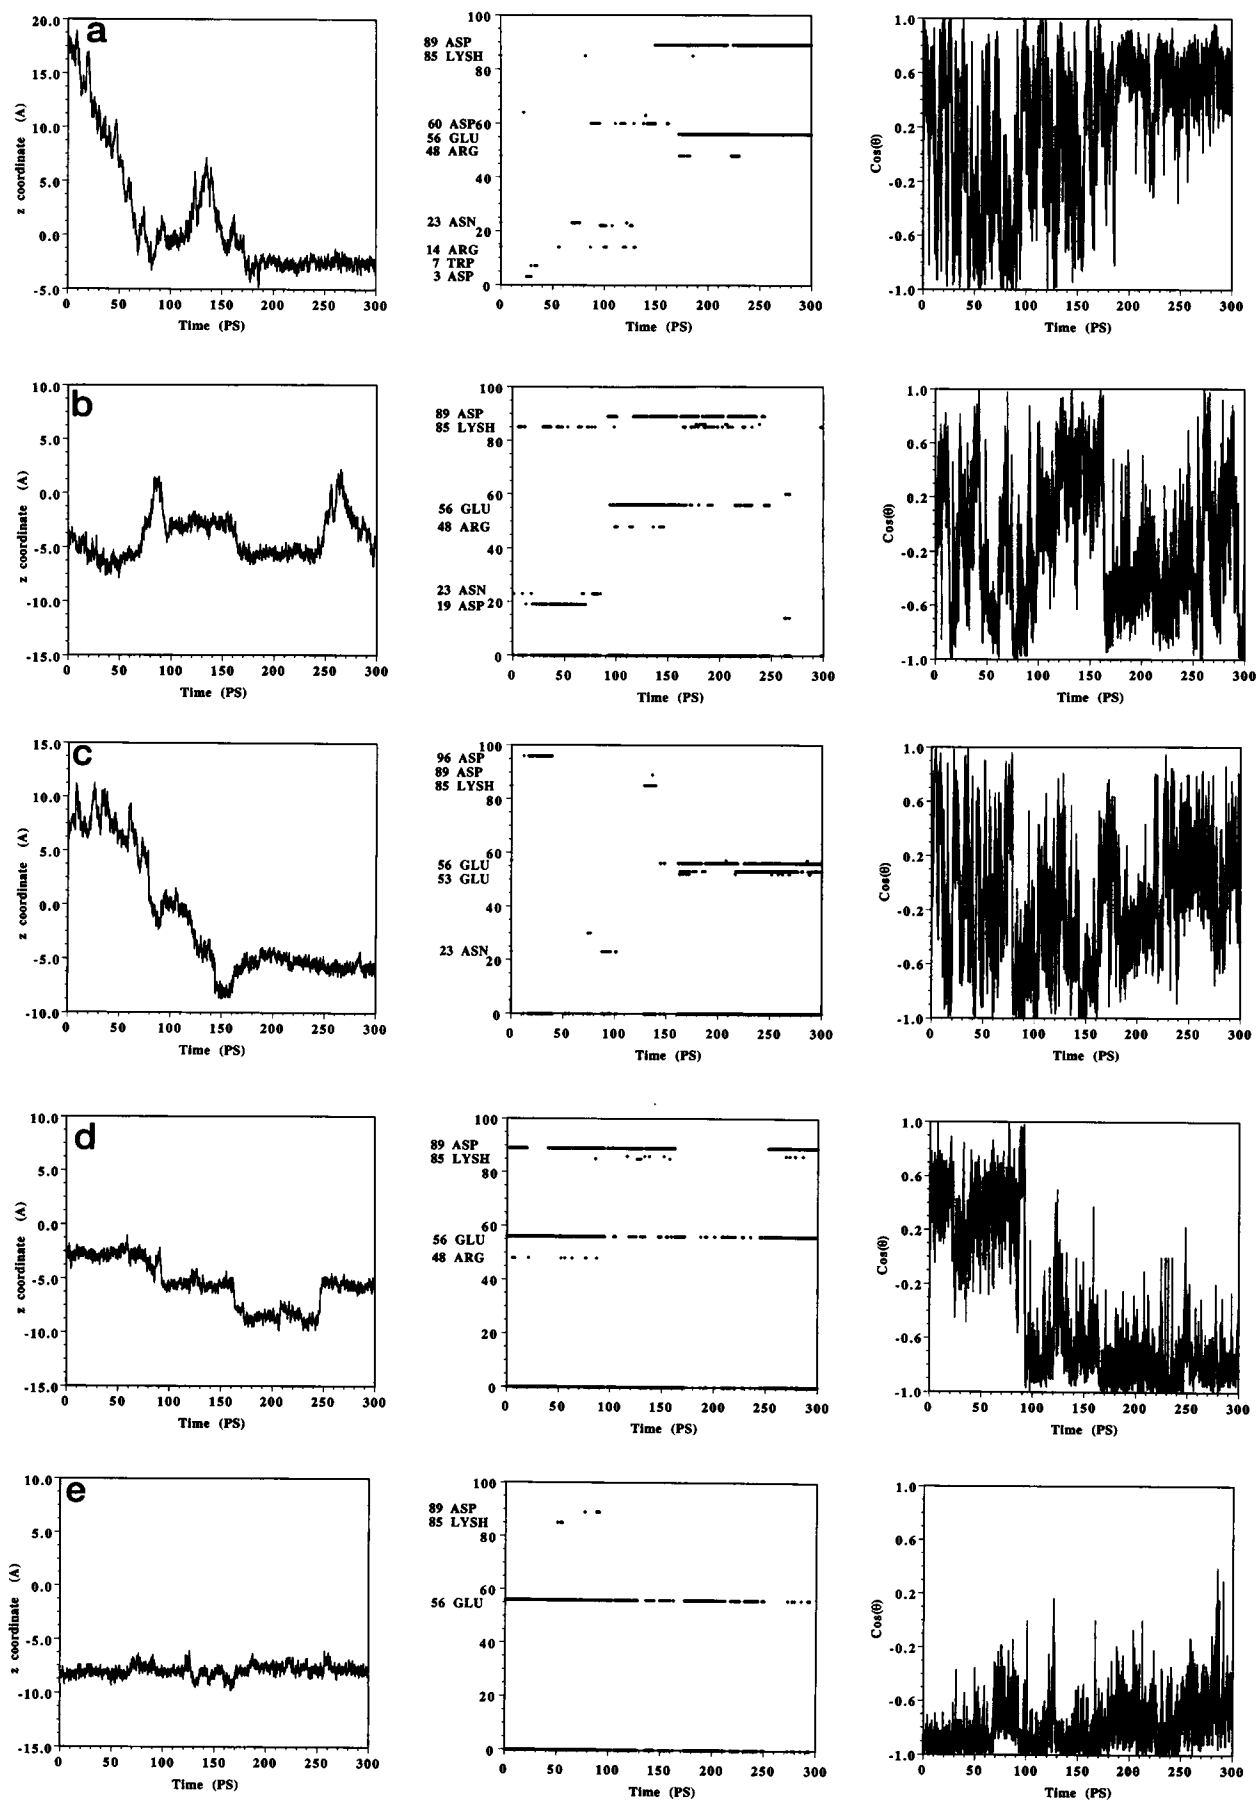 a
20.0
15.0
10.0
5.0
0.0
-5.0
z coordinate (A)
0 50 100 150 200 250 300
Time (PS)
100
89 ASP
85 LYSH
80
60 ASP60
56 GLU
48 ARG
40
23 ASN
20
14 ARG
7 TRP
3 ASP
0
0 50 100 150 200 250 300
Time (PS)
1.0
0.6
0.2
-0.2
-0.6
-1.0
Cos(θ)
0 50 100 150 200 250 300
Time (PS)
b
10.0
5.0
0.0
-5.0
-10.0
-15.0
z coordinate (A)
0 50 100 150 200 250 300
Time (PS)
100
89 ASP
85 LYSH
80
60
56 GLU
48 ARG
40
23 ASN
19 ASP20
0
0 50 100 150 200 250 300
Time (PS)
1.0
0.6
0.2
-0.2
-0.6
-1.0
Cos(θ)
0 50 100 150 200 250 300
Time (PS)
c
15.0
10.0
5.0
0.0
-5.0
-10.0
z coordinate (A)
0 50 100 150 200 250 300
Time (PS)
100
96 ASP
89 ASP
85 LYSH
80
60
56 GLU
53 GLU
40
23 ASN
20
0
0 50 100 150 200 250 300
Time (PS)
1.0
0.6
0.2
-0.2
-0.6
-1.0
Cos(θ)
0 50 100 150 200 250 300
Time (PS)
d
10.0
5.0
0.0
-5.0
-10.0
-15.0
z coordinate (A)
0 50 100 150 200 250 300
Time (PS)
100
89 ASP
85 LYSH
80
60
56 GLU
48 ARG
40
20
0
0 50 100 150 200 250 300
Time (PS)
1.0
0.6
0.2
-0.2
-0.6
-1.0
Cos(θ)
0 50 100 150 200 250 300
Time (PS)
e
10.0
5.0
0.0
-5.0
-10.0
-15.0
z coordinate (A)
0 50 100 150 200 250 300
Time (PS)
100
89 ASP
85 LYSH
80
60
56 GLU
40
20
0
0 50 100 150 200 250 300
Time (PS)
1.0
0.6
0.2
-0.2
-0.6
-1.0
Cos(θ)
0 50 100 150 200 250 300
Time (PS)